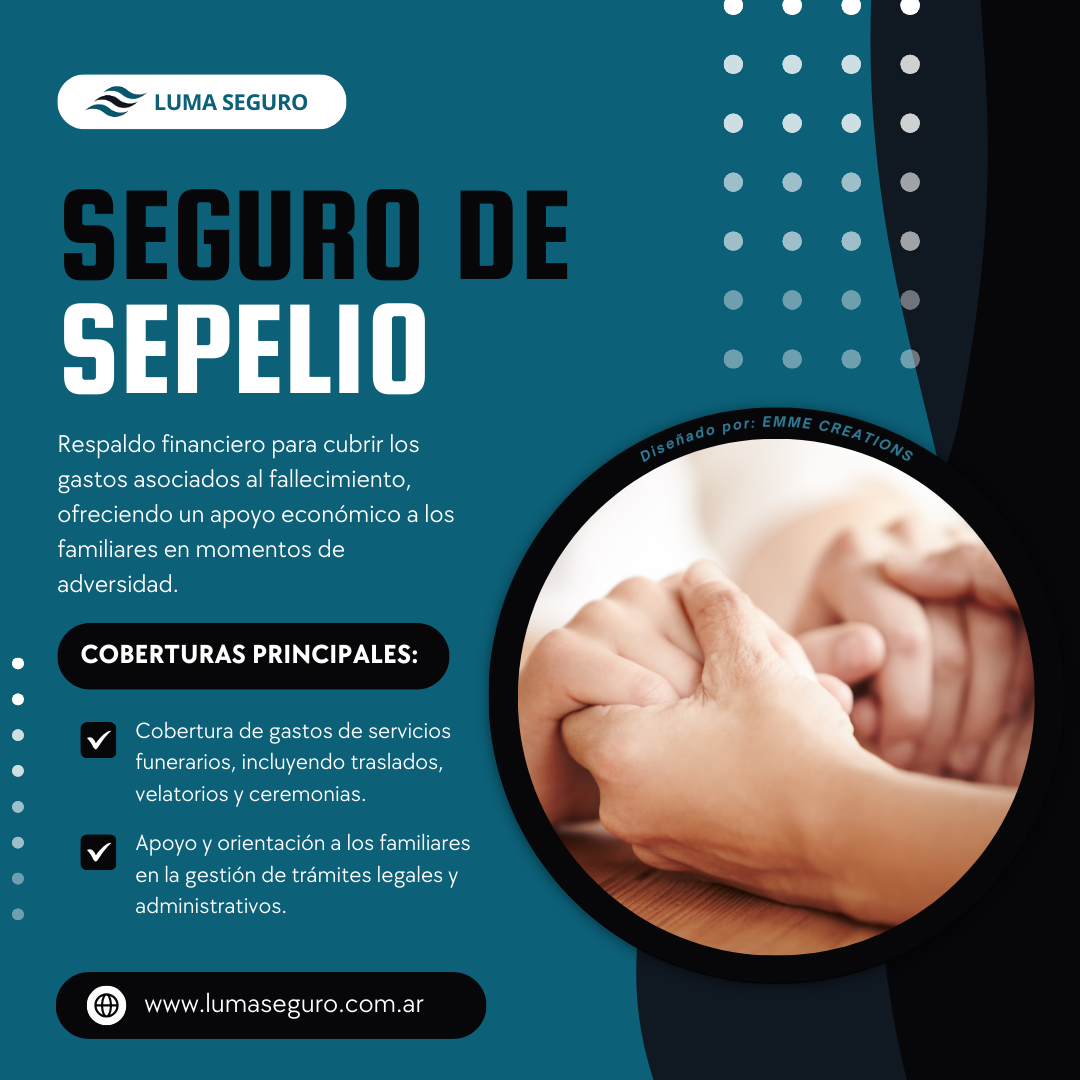 LUMA SEGURO
SEGURO DE
SEPELIO
Respaldo financiero para cubrir los
gastos asociados al fallecimiento,
ofreciendo un apoyo económico a los
familiares en momentos de
adversidad.
Diseñado por: EMME CREATIONS
COBERTURAS PRINCIPALES:
Cobertura de gastos de servicios
funerarios, incluyendo traslados,
velatorios y ceremonias.
Apoyo y orientación a los familiares
en la gestión de trámites legales y
administrativos.
www.lumaseguro.com.ar